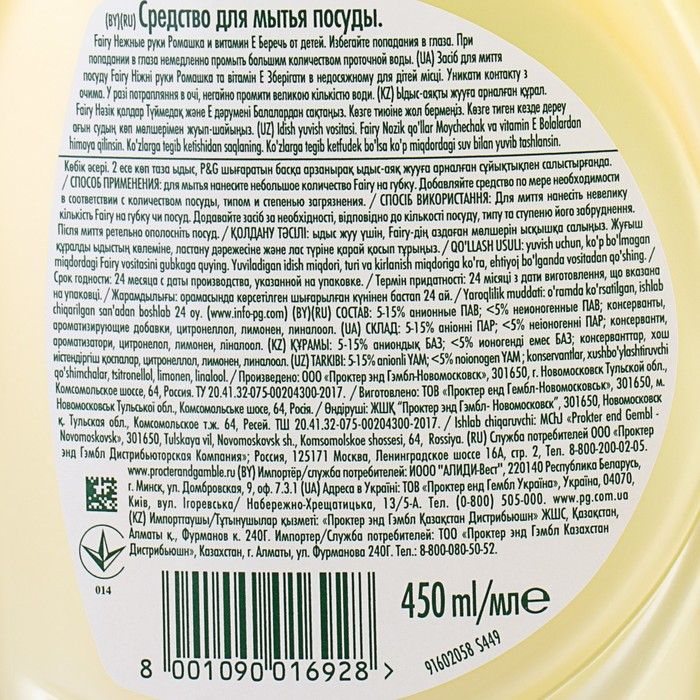 (BY)(RU) Средство для мытья посуды.
Fairy Нежные руки Ромашка и витамин Е Беречь от детей. Избегайте попадания в глаза. При
попадании в глаза немедленно промыть большим количеством проточной воды. (UA) Засіб для миття
посуду Fairy Ніжні руки Ромашка та вітамін Е Зберігати в недосяжному для дітей місці. Уникати контакту з
очима. У разі потрапляння в очі, негайно промити великою кількістю води. (KZ) Ыдыс-аяқты жууға арналған құрал.
Fairy Нәзік қолдар Түймедақ және Е дәрумені Балалардан сақтаңыз. Көзге тиюіне жол бермеңіз. Көзге тиген кезде дереу
ағын судың көп мөлшерімен жуып-шайыңыз. (UZ) Idish yuvish vositasi. Fairy Nozik qo'llar Moychechak va vitamin E Bolalardan
himoya qilinsin. Ko'zlarga tegib ketishidan saqlaning. Ko'zlarga tegib ketfudek bo'lsa ko'p miqdoridagi suv bilan yuvib tashlansin.
Көбік әсері. 2 есе көп таза ыдыс, P&G шығаратын басқа арзанырақ ыдыс-аяқ жууға арналған сұйықтықпен салыстырғанда.
/ СПОСОБ ПРИМЕНЕНИЯ: для мытья нанесите небольшое количество Fairy на губку. Добавляйте средство по мере необходимости
в соответствии с количеством посуды, типом и степенью загрязнения. / СПОСІБ ВИКОРИСТАННЯ: Для миття нанесіть невелику
кількість Fairy на губку чи посуд. Додавайте засіб за необхідності, відповідно до кількості посуду, типу та ступеню його забруднення.
Після миття ретельно ополосніть посуд. / ҚОЛДАНУ ТӘСІЛІ: ыдыс жуу үшін, Fairy-дің аздаған мөлшерін ысқышқа салыңыз. Жуғыш
құралды ыдыстың көлеміне, ластану дәрежесіне және лас түріне қарай қосып тұрыңыз. / QO'LLASH USULI: yuvish uchun, ko'p bo'lmagan
miqdordagi Fairy vositasini gubkaga quying. Yuviladigan idish miqdori, turi va kirlanish miqdoriga ko'ra, ehtiyoj bo'lganda vositadan qo'shing. /
Срок годности: 24 месяца с даты производства, указанной на упаковке. / Термін придатності: 24 місяці з дати виготовлення, що вказана
на упаковці. / Жарамдылығы: орамасында көрсетілген шығарылған күнінен бастап 24 ай. / Yaroqlilik muddati: o'ramda ko'rsatilgan, ishlab
chiqarilgan san'adan boshlab 24 oy. (www.info-pg.com) (BY)(RU) СОСТАВ: 5-15% анионные ПАВ; <5% неионогенные ПАВ; консерванты,
ароматизирующие добавки, цитронеллол, лимонен, линалоол. (UA) СКЛАД: 5-15% аніонні ПАР; <5% неіоногенні ПАР; консерванти,
ароматизатори, цитронеллол, лимонен, ліналоол. (KZ) ҚҰРАМЫ: 5-15% аниондық БАЗ; <5% ионогенді емес БАЗ; консерванттар, хош
иістендіргіш қоспалар, цитронеллол, лимонен, линалоол. (UZ) TARKIBI: 5-15% anionli YAM; <5% noionogen YAM; konservantlar, xushbo'ylashtiruvchi
qo'shimchalar, tsitronellol, limonen, linalool. / Произведено: ООО «Проктер энд Гэмбл-Новомосковск», 301650, г. Новомосковск Тульской обл.,
Комсомольское шоссе, 64, Россия. ТУ 20.41.32-075-00204300-2017. / Виготовлено: ТОВ «Проктер енд Гембл-Новомосковськ», 301650, м.
Новомосковськ Тульської обл., Комсомольське шосе, 64, Росія. / Өндіруші: ЖШҚ "Проктер энд Гэмбл- Новомосковск", 301650, Новомосковск
қ. Тульская обл., Комсомольское т.ж. 64, Ресей. ТШ 20.41.32-075-00204300-2017. / Ishlab chiqaruvchi: MChJ «Prokter end Gembl -
Novomoskovsk», 301650, Tulskaya vil, Novomoskovsk sh., Komsomolskoe shossesi, 64, Rossiya. (RU) Служба потребителей ООО «Проктер
энд Гэмбл Дистрибьюторская Компания»; Россия, 125171 Москва, Ленинградское шоссе 16А, стр. 2, Тел. 8-800-200-02-05.
www.procterandgamble.ru (BY) Импортёр/служба потребителей: ИООО "АЛИДИ-Вест", 220140 Республика Беларусь,
г. Минск, ул. Домбровская, 9, оф. 7.3.1 (UA) Адреса в Україні: ТОВ «Проктер енд Гембл Україна», Україна, 04070,
Київ, вул. Ігоревська/ Набережно-Хрещатицька, 13/5-А. Тел. (0-800) 505-000. www.pg.com.ua
(KZ) Импорттаушы/Тұтынушылар қызметі: «Проктер энд Гэмбл Қазақстан Дистрибьюшн» ЖШС, Қазақстан,
Алматы қ., Фурманов к. 240Г. Импортер/Служба потребителей: ТОО «Проктер энд Гэмбл Казахстан
Дистрибьюшн», Казахстан, г. Алматы, ул. Фурманова 240Г. Тел.: 8-800-080-50-52.
014
450 ml/мл℮
91602058 S449
8 001090 016928 >